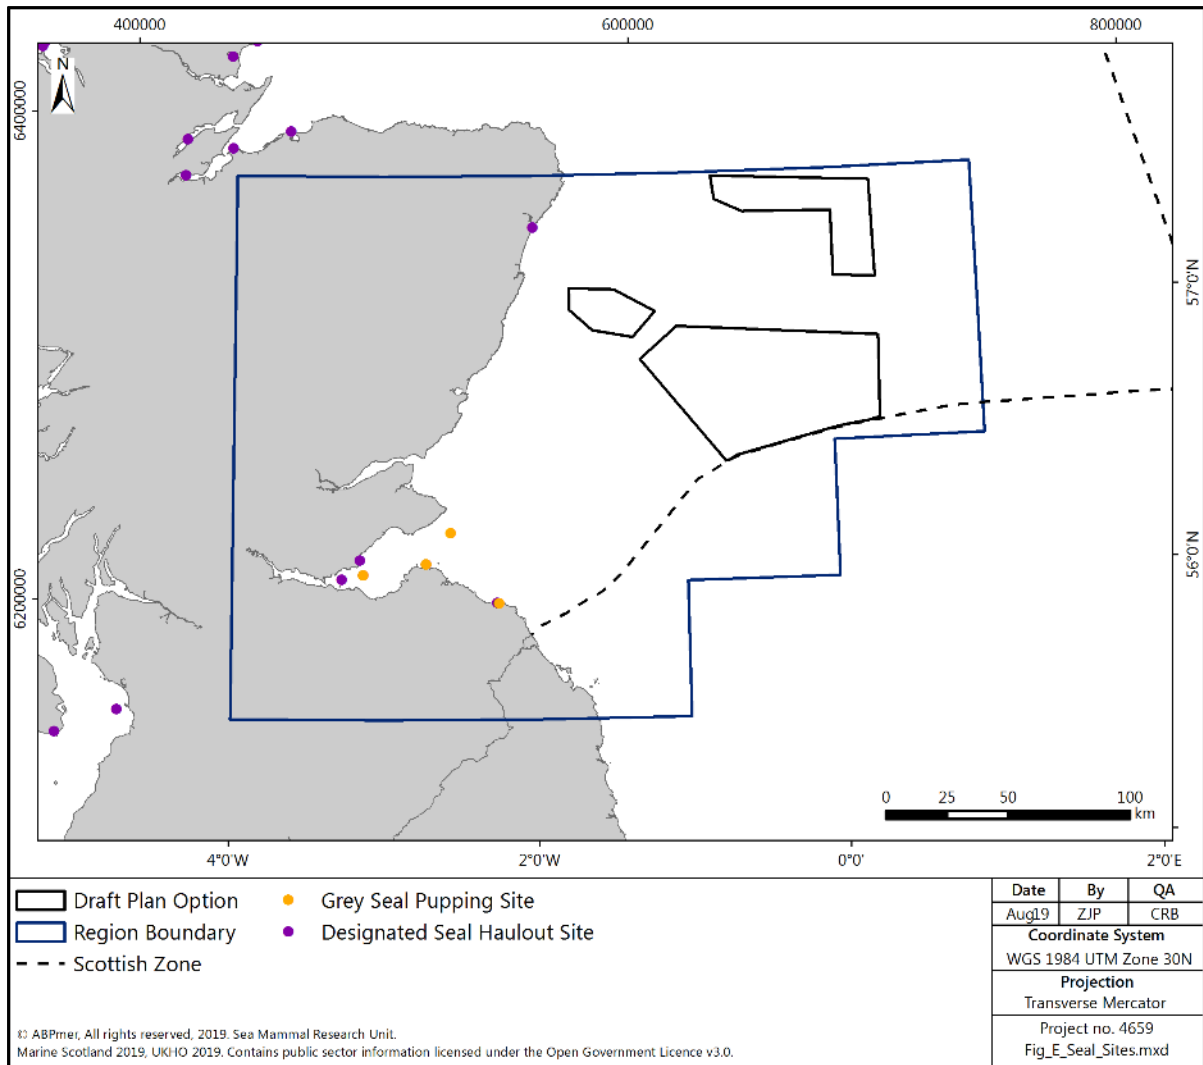 400000
600000
800000
N
6400000
57°0'N
56°0'N
6200000
0
25
50
100
km
4°0'W
2°0'W
0°0'
2°0'E
Draft Plan Option
Grey Seal Pupping Site
Region Boundary
Designated Seal Haulout Site
Scottish Zone
Date
By
QA
Aug19
ZJP
CRB
Coordinate System
WGS 1984 UTM Zone 30N
Projection
Transverse Mercator
Project no. 4659
Fig_E_Seal_Sites.mxd
© ABPmer, All rights reserved, 2019. Sea Mammal Research Unit.
Marine Scotland 2019, UKHO 2019. Contains public sector information licensed under the Open Government Licence v3.0.